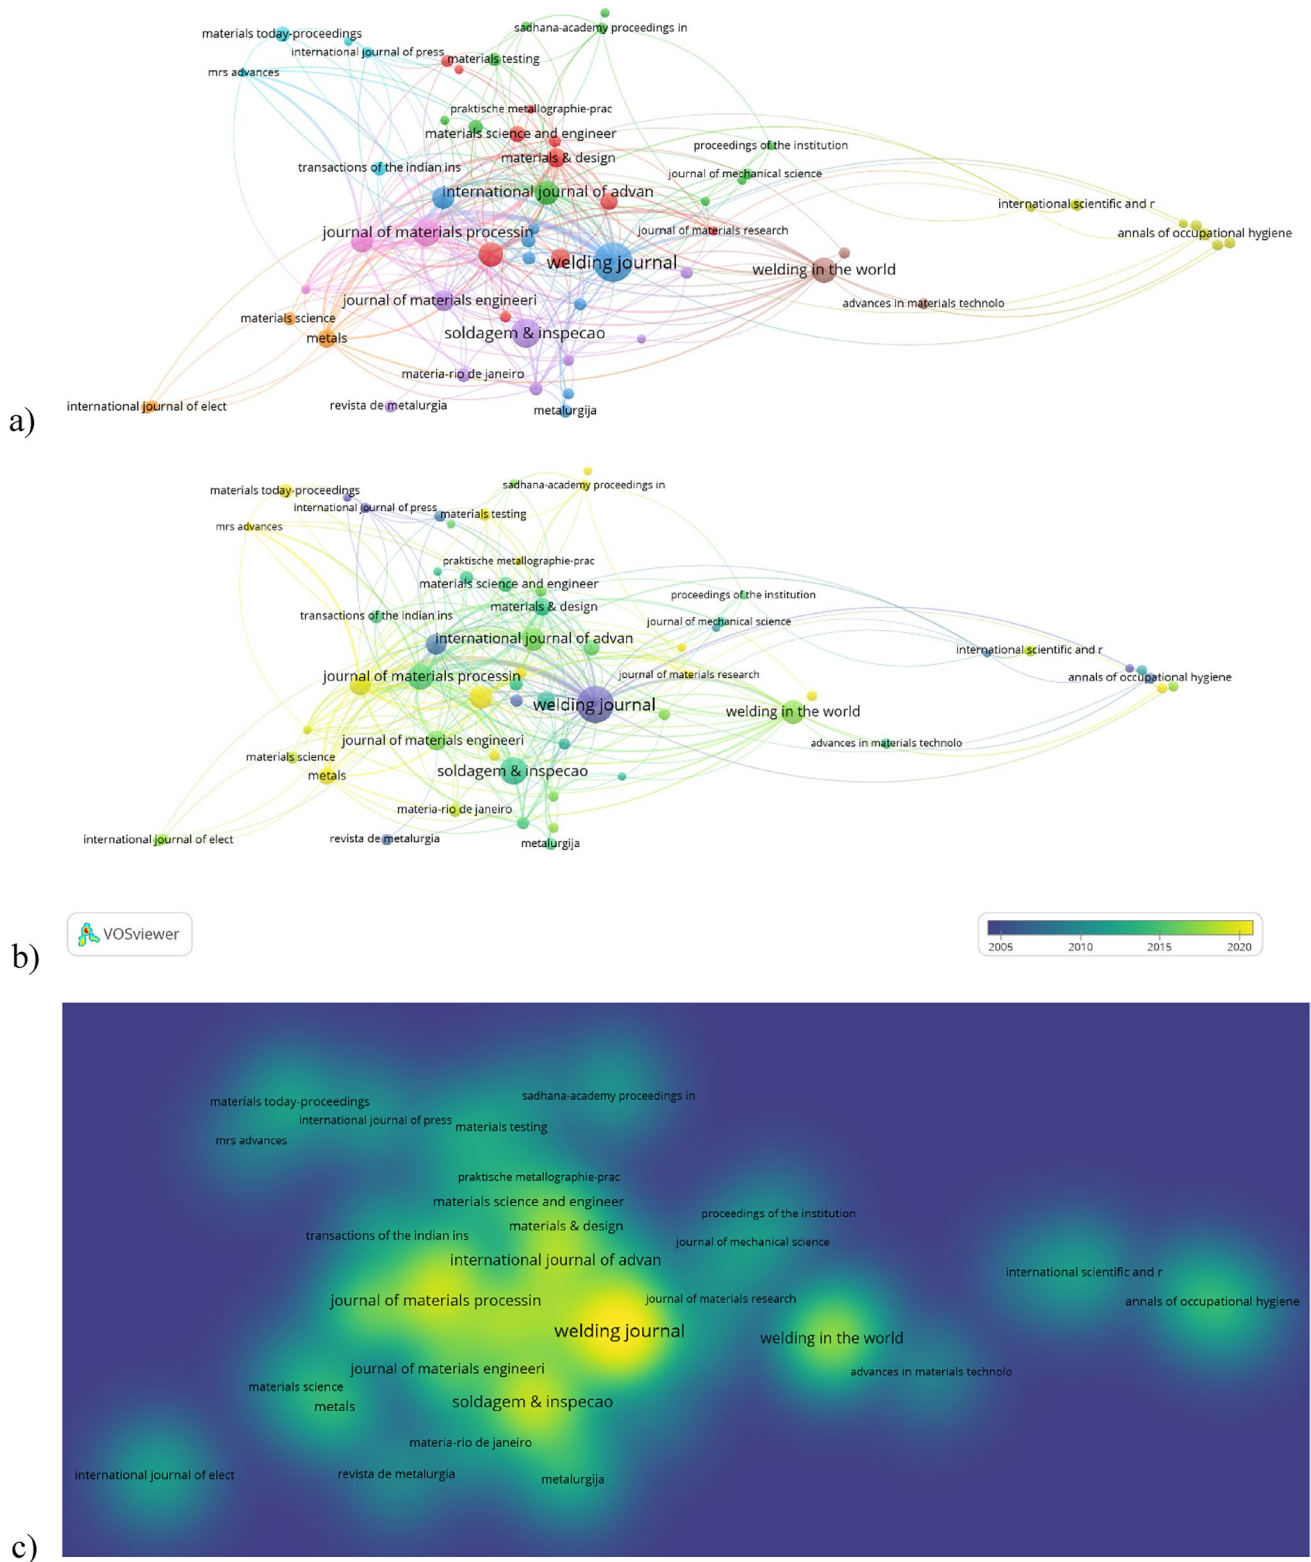 materials today-proceedings
sadhana-academy proceedings in
international journal of press
materials testing
mrs advances
praktische metallographie-prac
materials science and engineer
proceedings of the institution
materials & design
transactions of the indian ins
journal of mechanical science
international journal of advan
international scientific and r
journal of materials processin
journal of materials research
annals of occupational hygiene
welding journal
welding in the world
journal of materials engineeri
advances in materials technolo
materials science
soldagem & inspecao
metals
materia-rio de janeiro
international journal of elect
revista de metalurgia
metalurgija
a)
materials today-proceedings
sadhana-academy proceedings in
international journal of press
materials testing
mrs advances
praktische metallographie-prac
materials science and engineer
proceedings of the institution
materials & design
transactions of the indian ins
journal of mechanical science
international journal of advan
international scientific and r
journal of materials processin
journal of materials research
annals of occupational hygiene
welding journal
welding in the world
journal of materials engineeri
advances in materials technolo
materials science
soldagem & inspecao
metals
materia-rio de janeiro
international journal of elect
revista de metalurgia
metalurgija
VOSviewer
2005 2010 2015 2020
b)
sadhana-academy proceedings in
materials today-proceedings
international journal of press
materials testing
mrs advances
praktische metallographie-prac
materials science and engineer
proceedings of the institution
materials & design
transactions of the indian ins
journal of mechanical science
international journal of advan
international scientific and r
journal of materials processin
journal of materials research
annals of occupational hygiene
welding journal
welding in the world
journal of materials engineeri
advances in materials technolo
materials science
soldagem & inspecao
metals
materia-rio de janeiro
international journal of elect
revista de metalurgia
metalurgija
c)